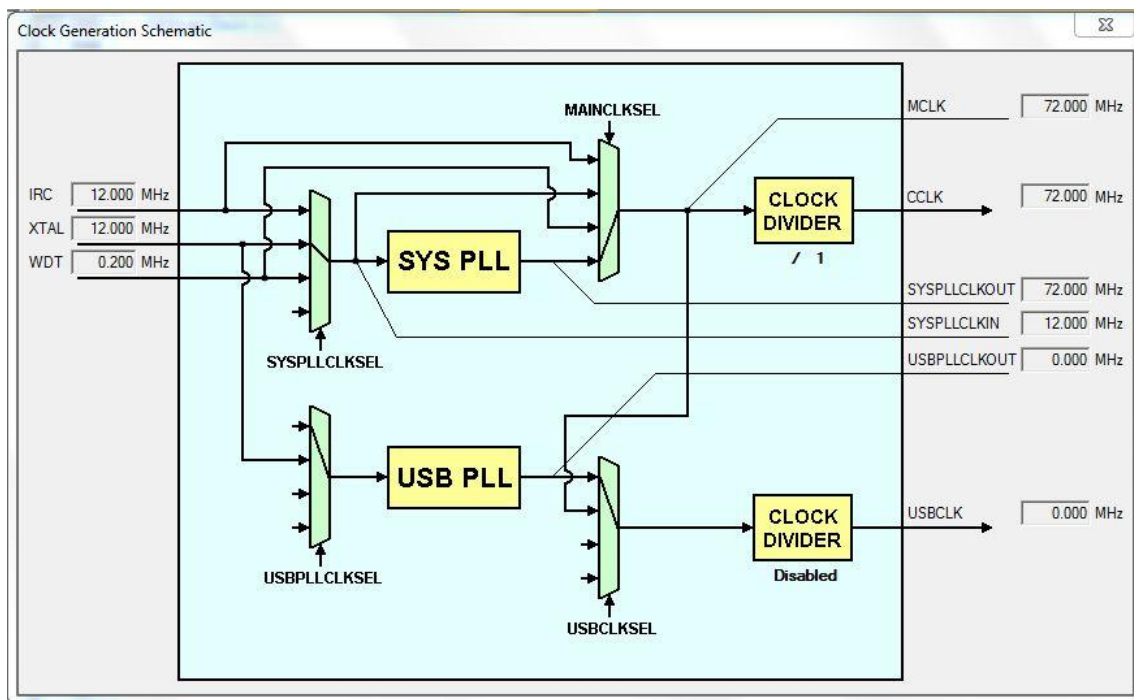 Clock Generation Schematic
MAINCLKSEL
MCLK 72.000 MHz
IRC 12.000 MHz
XTAL 12.000 MHz
WDT 0.200 MHz
CLOCK
DIVIDER
/ 1
CCLK 72.000 MHz
SYS PLL
SYSPLLCLKOUT 72.000 MHz
SYSPLLCLKIN 12.000 MHz
USBPLLCLKOUT 0.000 MHz
SYSPLLCLKSEL
USB PLL
CLOCK
DIVIDER
Disabled
USBCLK 0.000 MHz
USBPLLCLKSEL
USBCLKSEL